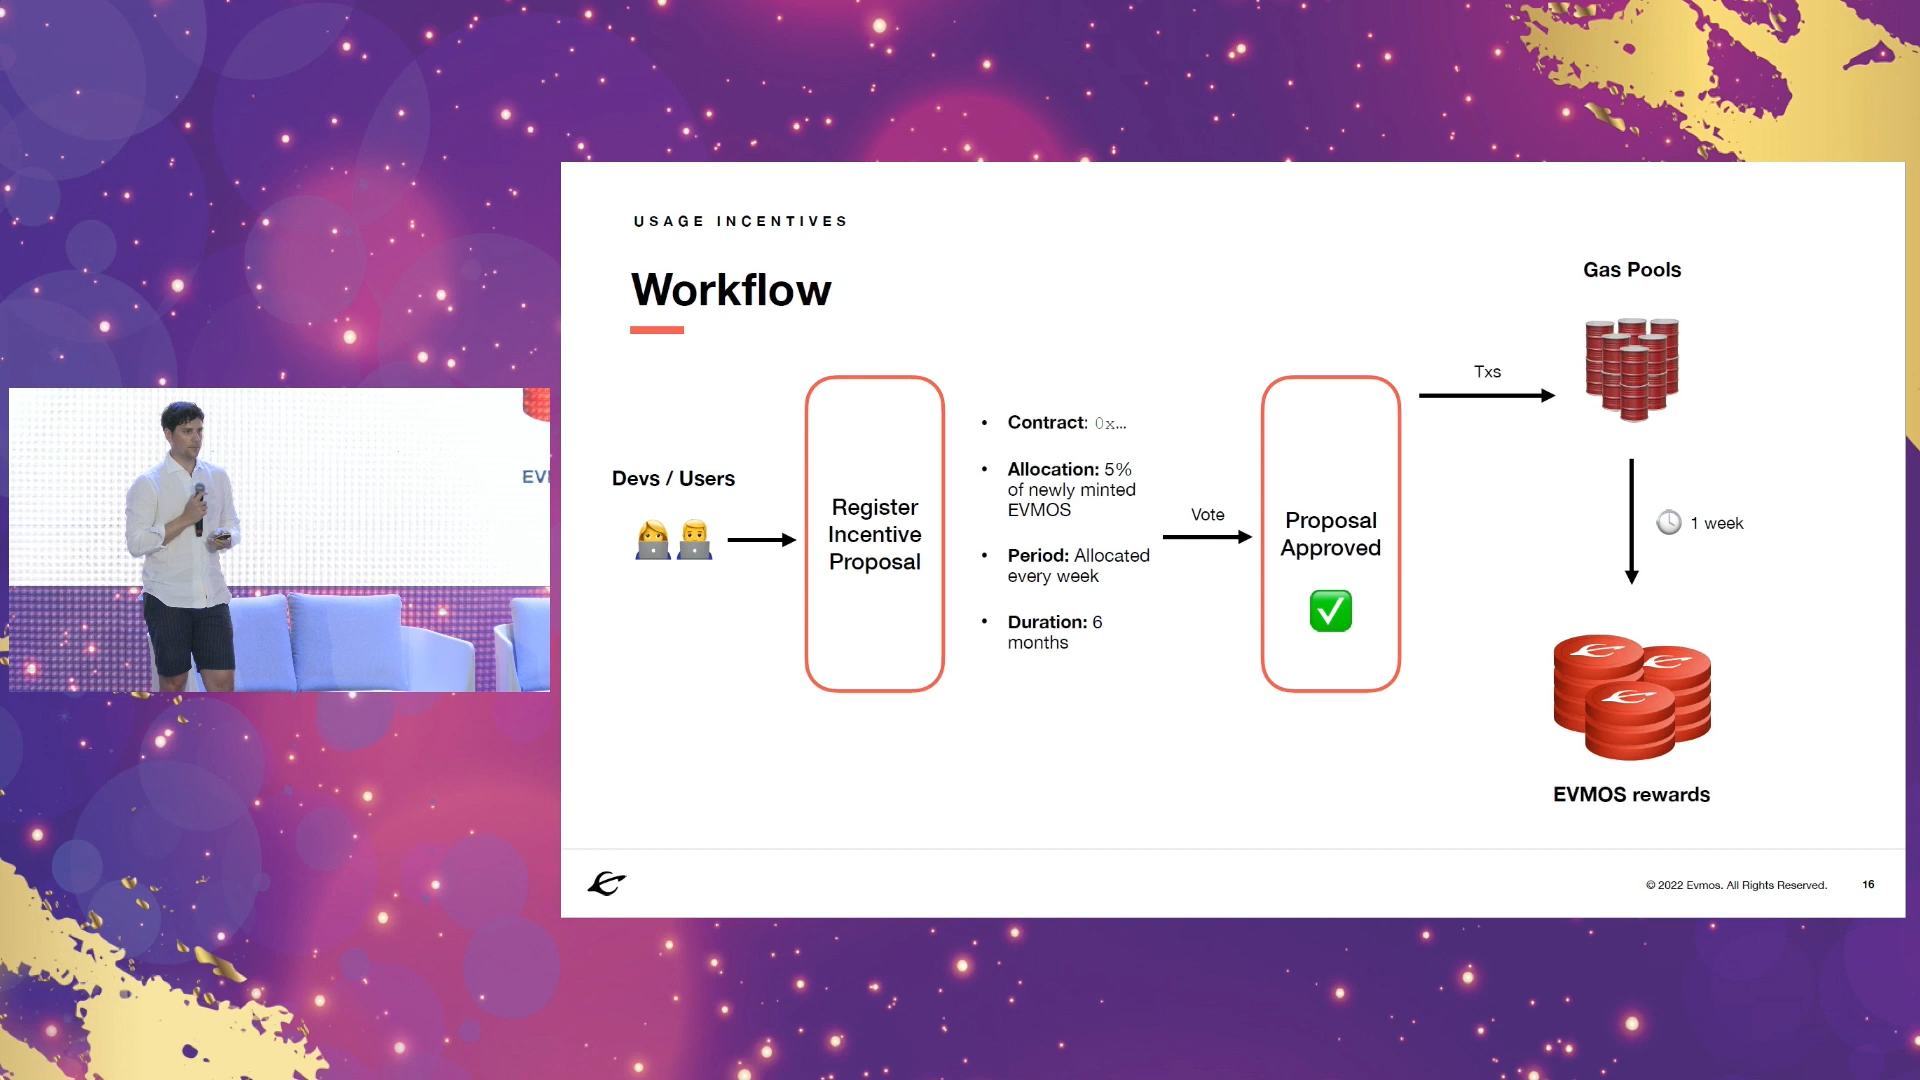 USAGE INCENTIVES
Workflow
Devs / Users
Register
Incentive
Proposal
• Contract: 0x...
• Allocation: 5%
of newly minted
EVMOS
• Period: Allocated
every week
• Duration: 6
months
Vote
Proposal
Approved
Txs
Gas Pools
1 week
EVMOS rewards
© 2022 Evmos. All Rights Reserved.
16